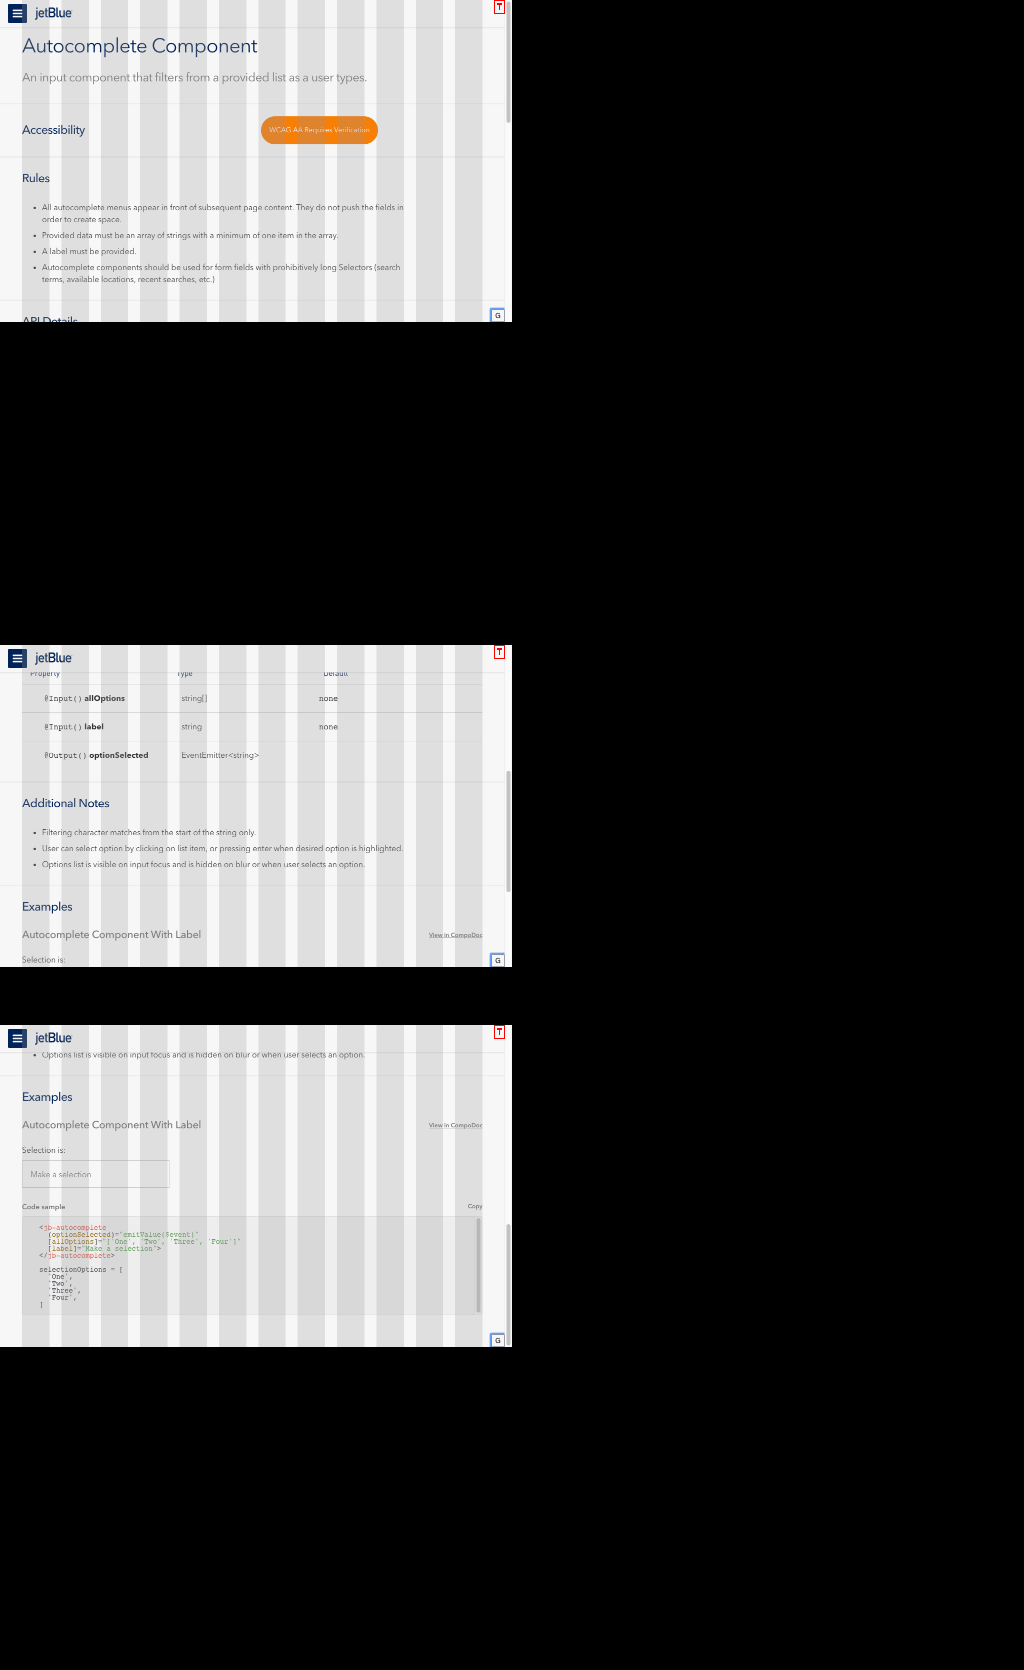 jetBlue
T
Autocomplete Component
An input component that filters from a provided list as a user types.
Accessibility
WCAG AA Requires Verification
Rules
• All autocomplete menus appear in front of subsequent page content. They do not push the fields in
order to create space.
• Provided data must be an array of strings with a minimum of one item in the array.
• A label must be provided.
• Autocomplete components should be used for form fields with prohibitively long Selectors (search
terms, available locations, recent searches, etc.)
API Details
G
jetBlue
T
Property Type Default
@Input() allOptions string[] none
@Input() label string none
@Output() optionSelected EventEmitter<string>
Additional Notes
• Filtering character matches from the start of the string only.
• User can select option by clicking on list item, or pressing enter when desired option is highlighted.
• Options list is visible on input focus and is hidden on blur or when user selects an option.
Examples
Autocomplete Component With Label View in CompoDoc
Selection is:
G
jetBlue
T
• Options list is visible on input focus and is hidden on blur or when user selects an option.
Examples
Autocomplete Component With Label View in CompoDoc
Selection is:
Make a selection
Code sample Copy
<jb-autocomplete
(optionSelected)="emitValue($event)"
[allOptions]="['One', 'Two', 'Three', 'Four']"
[label]="Make a selection">
</jb-autocomplete>
selectionOptions = [
'One',
'Two',
'Three',
'Four',
]
G